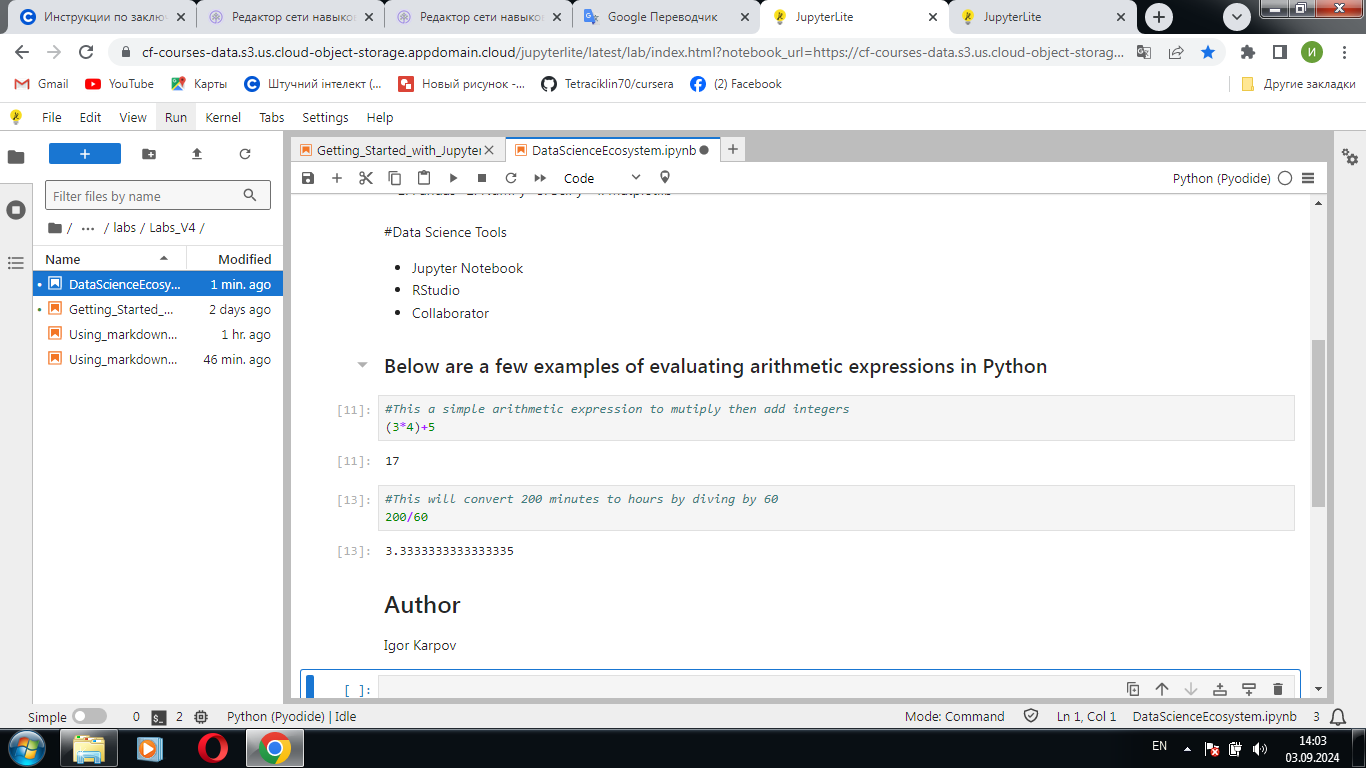 Инструкции по заключ
Редактор сети навыков
Редактор сети навыков
Google Переводчик
JupyterLite
JupyterLite
cf-courses-data.s3.us.cloud-object-storage.appdomain.cloud/jupyterlite/latest/lab/index.html?notebook_url=https://cf-courses-data.s3.us.cloud-object-storag...
И
Gmail
YouTube
Карты
Штучний інтелект (...
Новый рисунок -...
Tetraciklin70/cursera
(2) Facebook
Другие закладки
File Edit View Run Kernel Tabs Settings Help
Getting_Started_with_Jupyter
DataScienceEcosystem.ipynb
Filter files by name
Code
Python (Pyodide)
/ ... / labs / Labs_V4 /
Name Modified
DataScienceEcosy... 1 min. ago
Getting_Started_... 2 days ago
Using_markdown... 1 hr. ago
Using_markdown... 46 min. ago
#Data Science Tools
• Jupyter Notebook
• RStudio
• Collaborator
Below are a few examples of evaluating arithmetic expressions in Python
[11]: #This a simple arithmetic expression to mutiply then add integers
(3*4)+5
[11]: 17
[13]: #This will convert 200 minutes to hours by diving by 60
200/60
[13]: 3.3333333333333335
Author
Igor Karpov
[ ]:
Simple 0 2 Python (Pyodide) | Idle Mode: Command Ln 1, Col 1 DataScienceEcosystem.ipynb 3
EN
14:03
03.09.2024